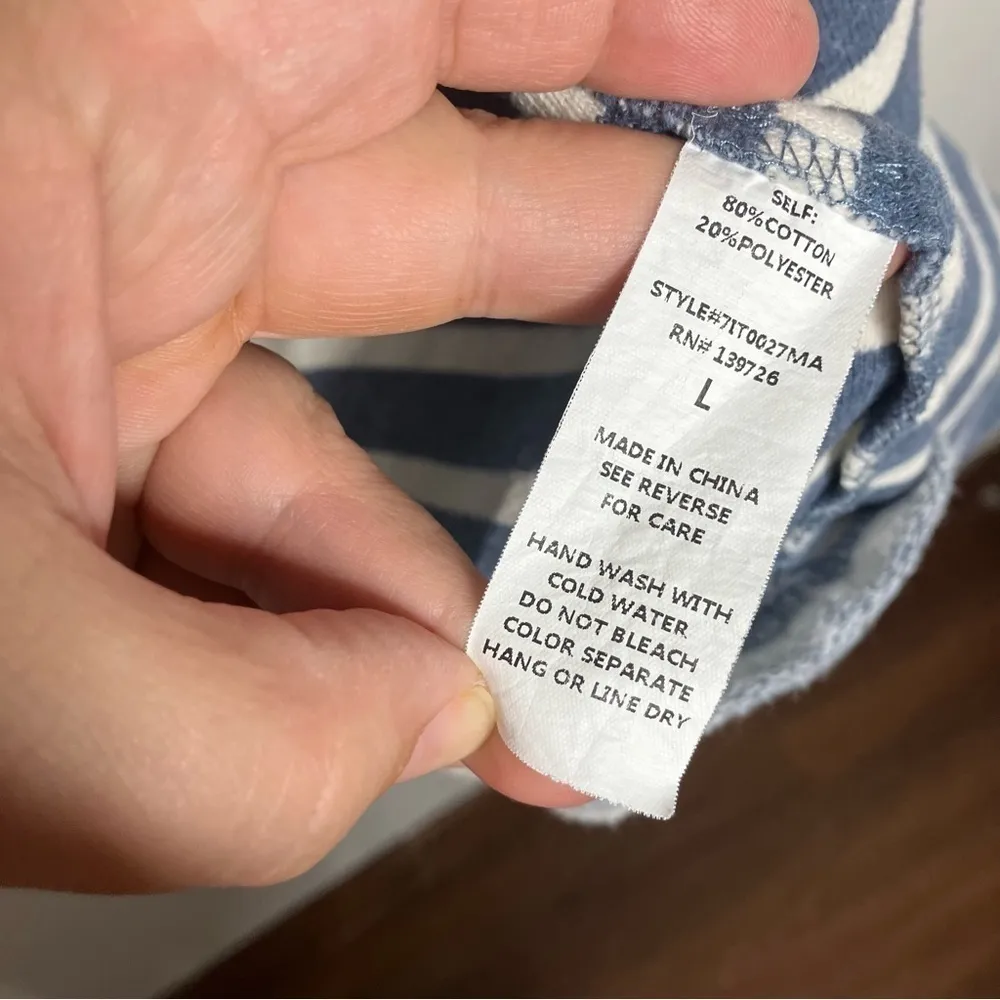 SELF:
80%COTTON
20%POLYESTER
STYLE#7IT0027MA
RN# 139726
L
MADE IN CHINA
SEE REVERSE
FOR CARE
HAND WASH WITH
COLD WATER
DO NOT BLEACH
COLOR SEPARATE
HANG OR LINE DRY